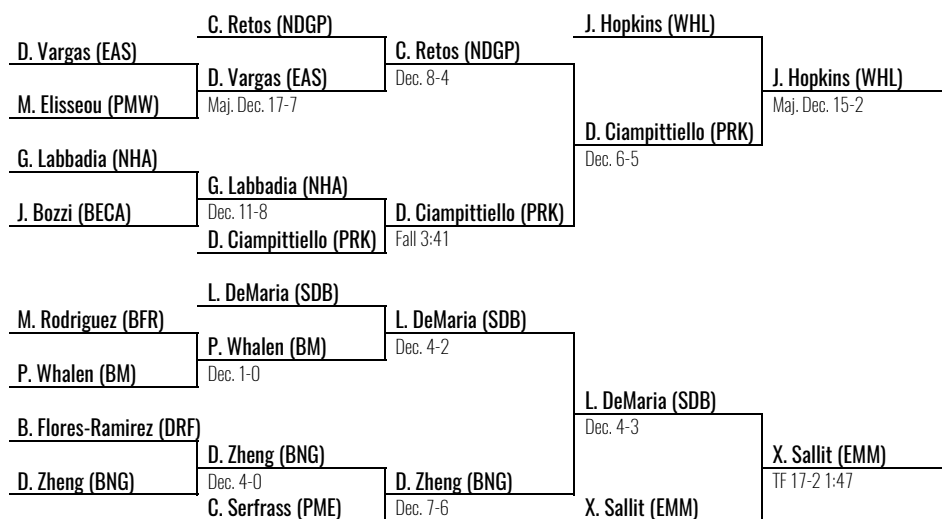 C. Retos (NDGP)
J. Hopkins (WHL)
D. Vargas (EAS)
C. Retos (NDGP)
D. Vargas (EAS)
Dec. 8-4
J. Hopkins (WHL)
M. Elisseou (PMW)
Maj. Dec. 17-7
Maj. Dec. 15-2
D. Ciampittiello (PRK)
G. Labbadia (NHA)
Dec. 6-5
G. Labbadia (NHA)
J. Bozzi (BECA)
Dec. 11-8
D. Ciampittiello (PRK)
D. Ciampittiello (PRK)
Fall 3:41
L. DeMaria (SDB)
M. Rodriguez (BFR)
L. DeMaria (SDB)
P. Whalen (BM)
Dec. 4-2
P. Whalen (BM)
Dec. 1-0
L. DeMaria (SDB)
B. Flores-Ramirez (DRF)
Dec. 4-3
D. Zheng (BNG)
X. Sallit (EMM)
D. Zheng (BNG)
Dec. 4-0
D. Zheng (BNG)
TF 17-2 1:47
C. Serfrass (PME)
Dec. 7-6
X. Sallit (EMM)